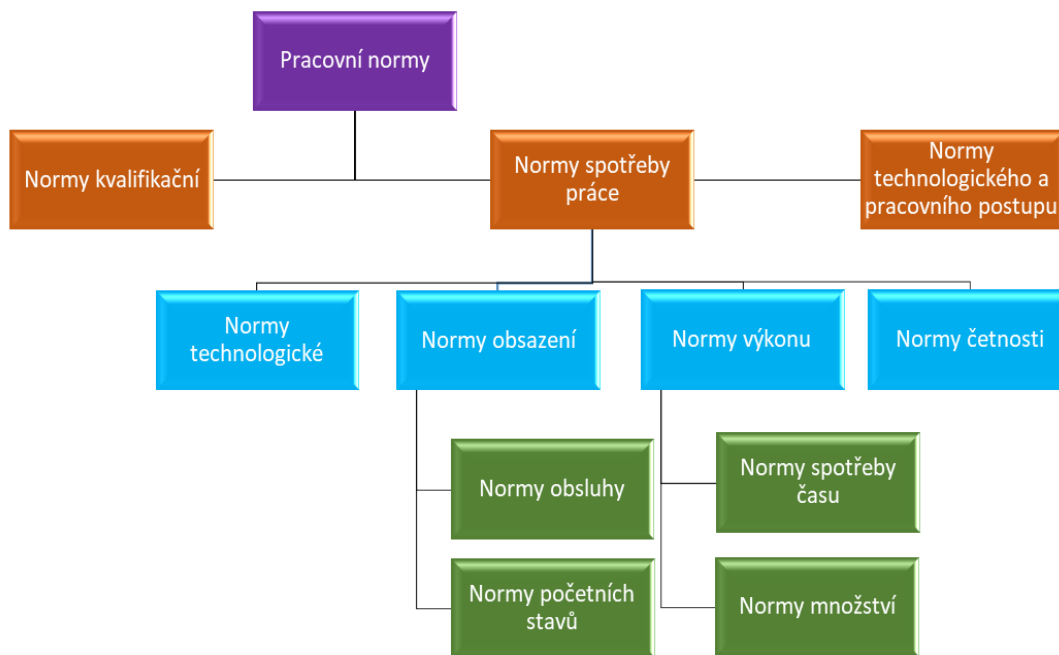 Pracovní normy
Normy kvalifikační
Normy spotřeby
práce
Normy
technologického a
pracovního postupu
Normy
technologické
Normy obsazení
Normy výkonu
Normy četnosti
Normy obsluhy
Normy spotřeby
času
Normy početních
stavů
Normy množství